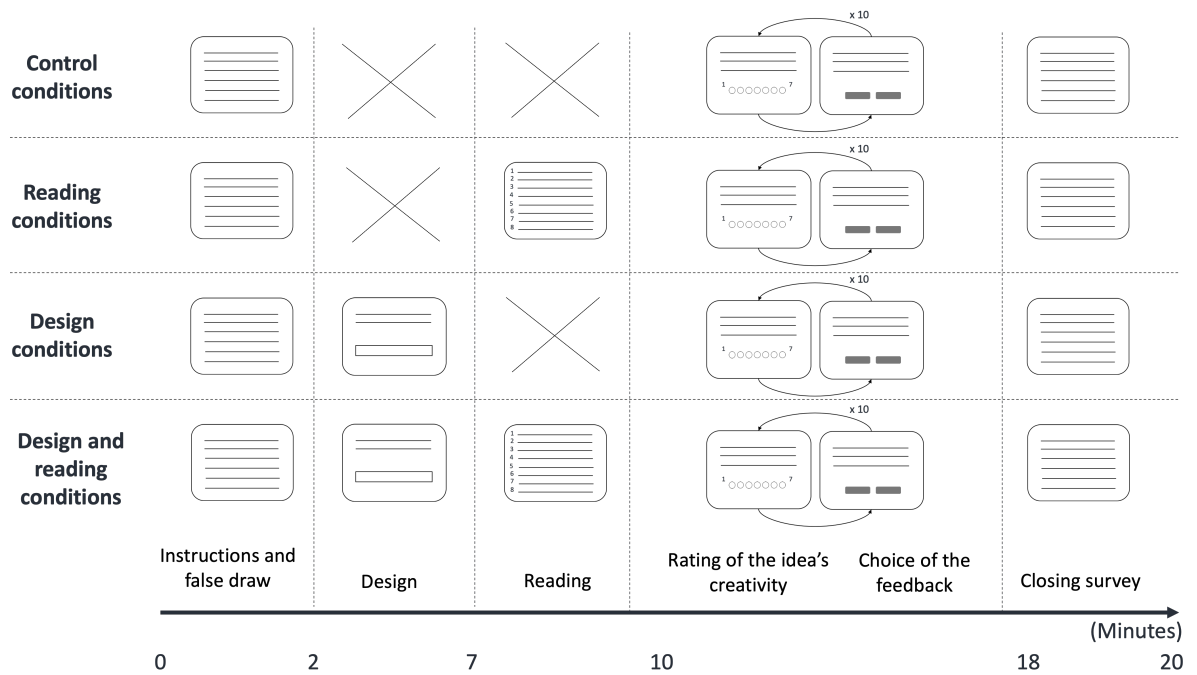 Control
conditions
x 10
1 7
Reading
conditions
1
2
3
4
5
6
7
8
x 10
1 7
Design
conditions
x 10
1 7
Design and
reading
conditions
1
2
3
4
5
6
7
8
x 10
1 7
Instructions and
false draw
Design
Reading
Rating of the idea's
creativity
Choice of the
feedback
Closing survey
(Minutes)
0 2 7 10 18 20